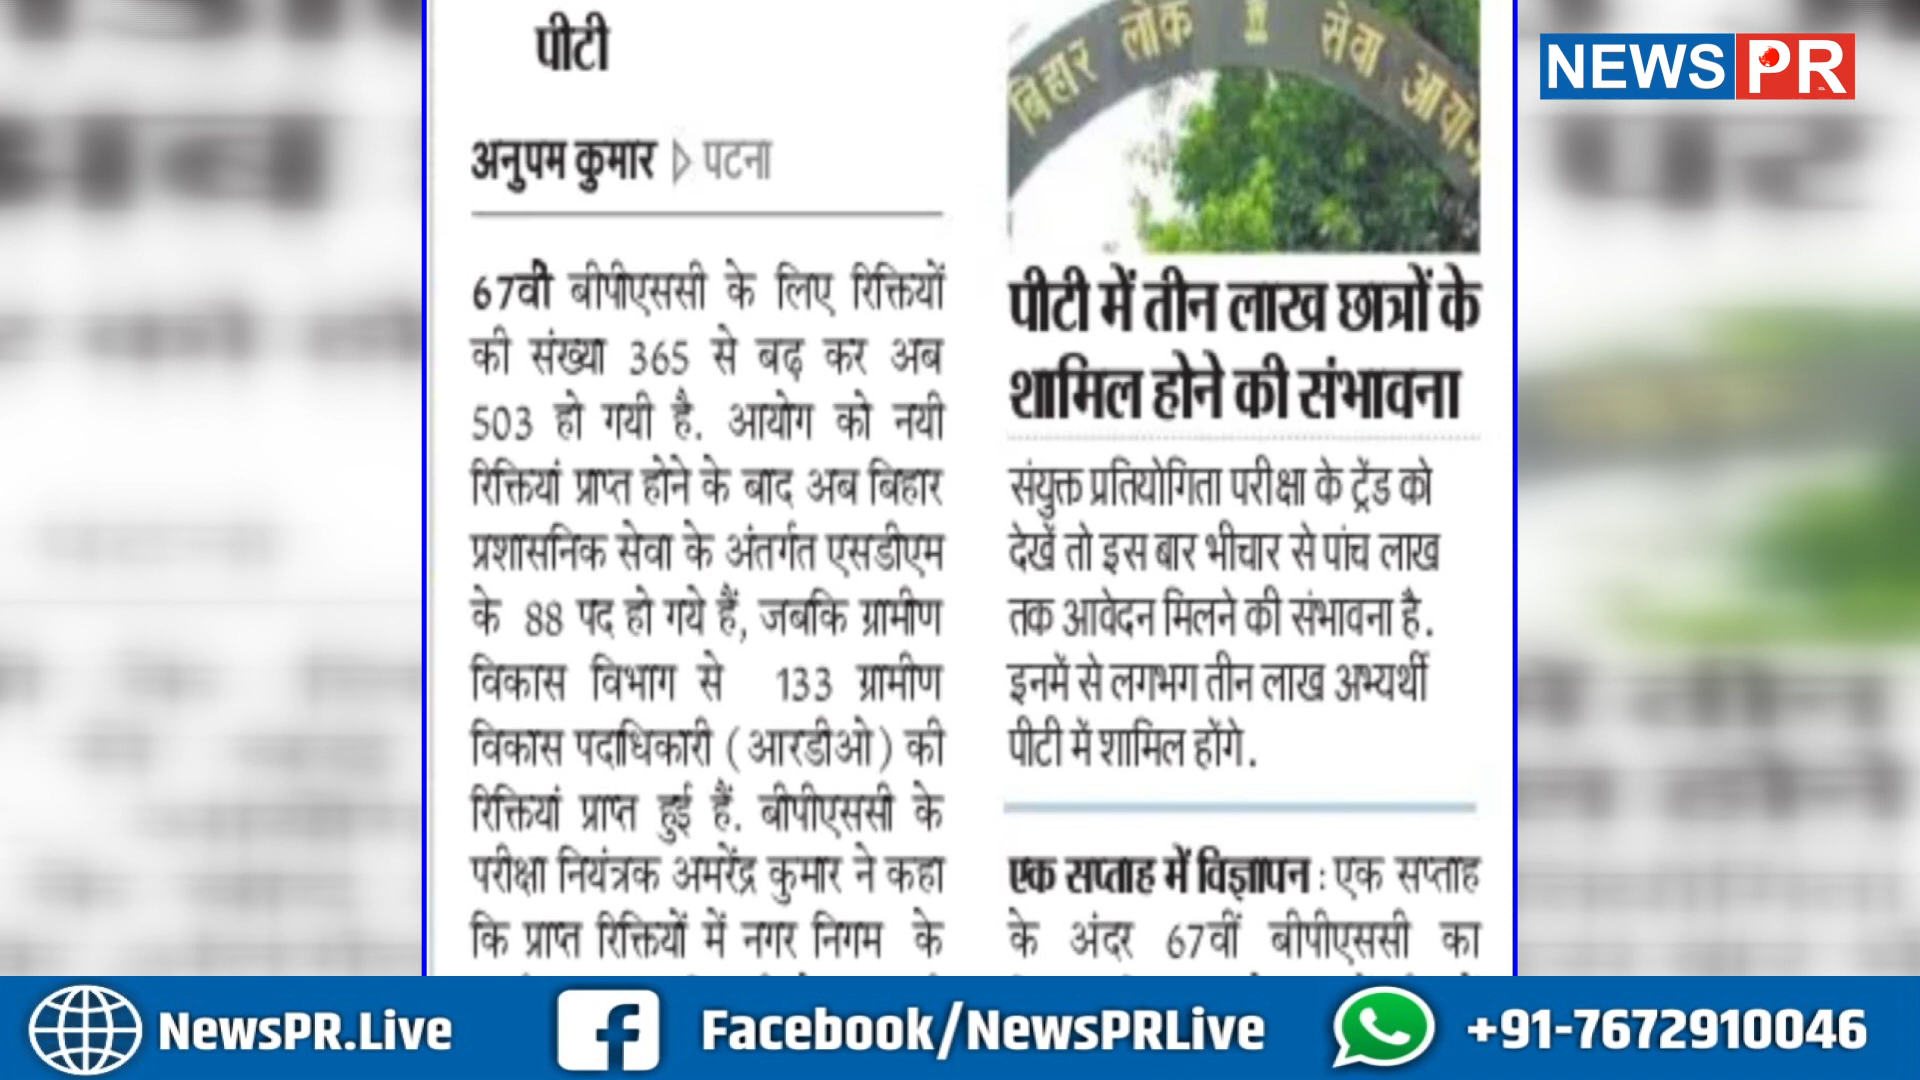 पीटी
अनुपम कुमार ▷ पटना
67वीं बीपीएससी के लिए रिक्तियों
की संख्या 365 से बढ़ कर अब
503 हो गयी है. आयोग को नयी
रिक्तियां प्राप्त होने के बाद अब बिहार
प्रशासनिक सेवा के अंतर्गत एसडीएम
के 88 पद हो गये हैं, जबकि ग्रामीण
विकास विभाग से 133 ग्रामीण
विकास पदाधिकारी (आरडीओ) की
रिक्तियां प्राप्त हुई हैं. बीपीएससी के
परीक्षा नियंत्रक अमरेंद्र कुमार ने कहा
कि प्राप्त रिक्तियों में नगर निगम के
बिहार लोक सेवा आयोग
पीटी में तीन लाख छात्रों के
शामिल होने की संभावना
संयुक्त प्रतियोगिता परीक्षा के ट्रेंड को
देखें तो इस बार भीचार से पांच लाख
तक आवेदन मिलने की संभावना है.
इनमें से लगभग तीन लाख अभ्यर्थी
पीटी में शामिल होंगे.
एक सप्ताह में विज्ञापन : एक सप्ताह
के अंदर 67वीं बीपीएससी का
NEWS PR
NewsPR.Live
Facebook/NewsPRLive
+91-7672910046